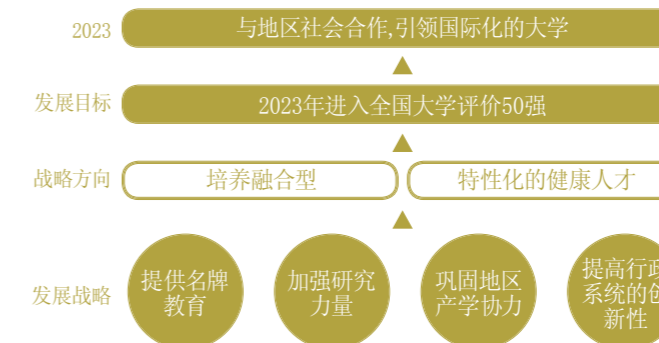 2023
与地区社会合作,引领国际化的大学
发展目标
2023年进入全国大学评价50强
战略方向
培养融合型
特性化的健康人才
发展战略
提供名牌
教育
加强研究
力量
巩固地区
产学协力
提高行政
系统的创
新性